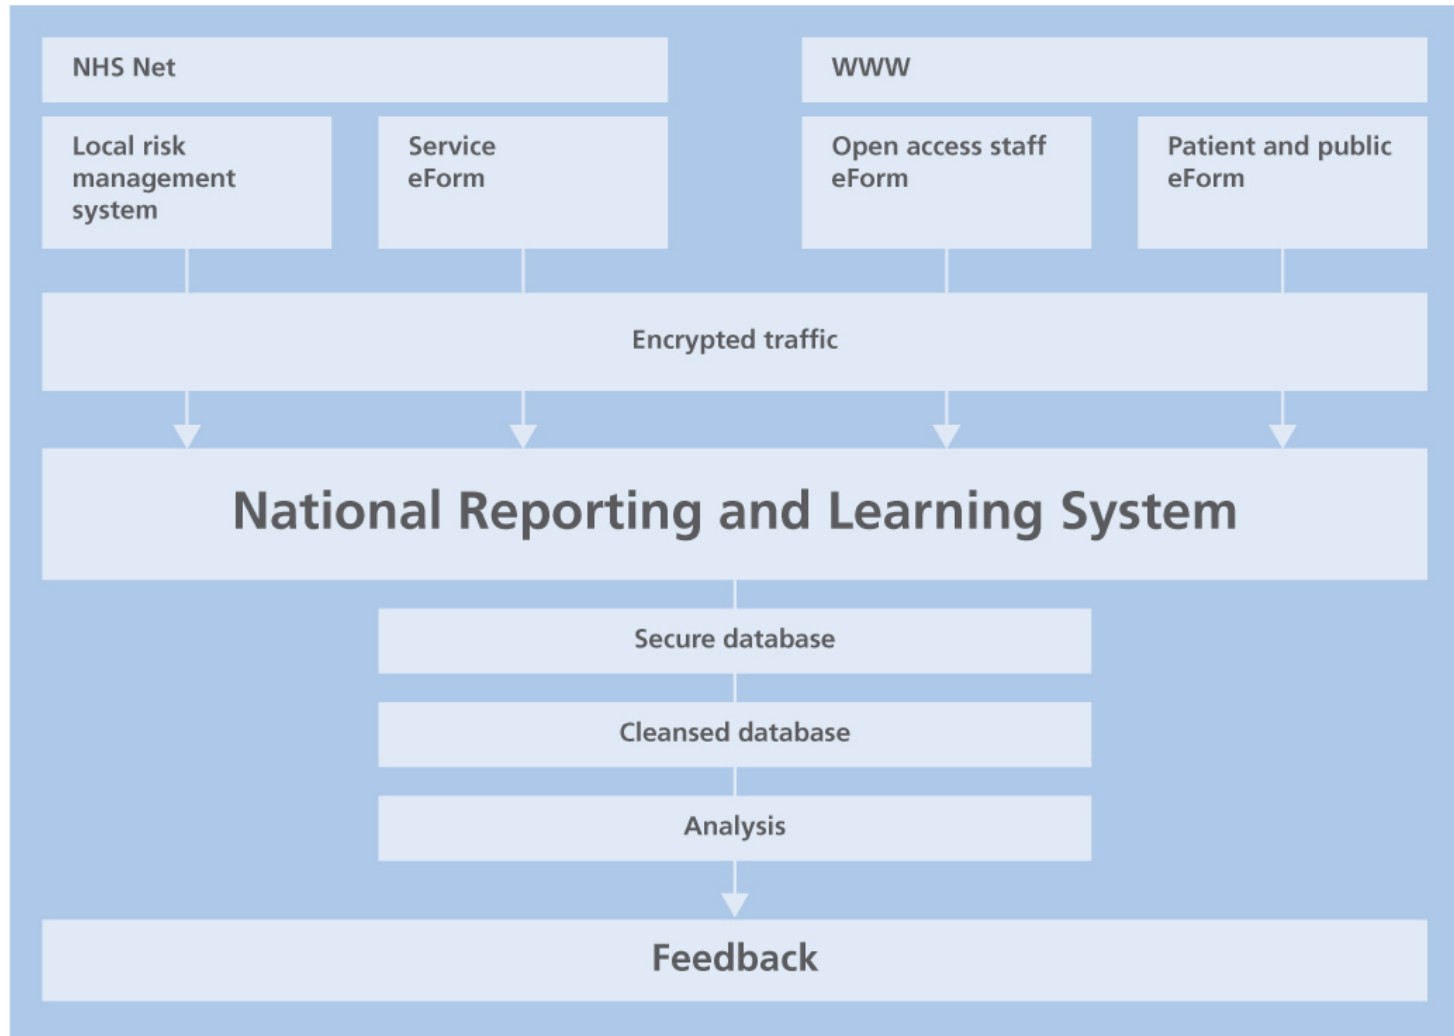 NHS Net
WWW
Local risk
management
system
Service
eForm
Open access staff
eForm
Patient and public
eForm
Encrypted traffic
National Reporting and Learning System
Secure database
Cleansed database
Analysis
Feedback